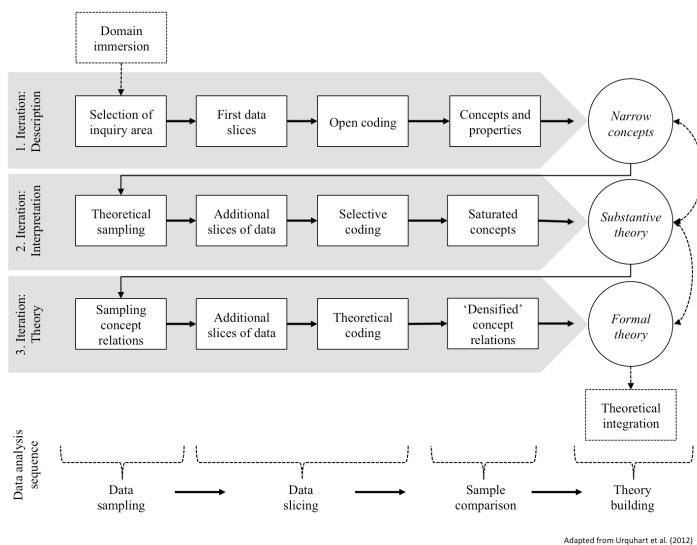 Domain
immersion
1. Iteration:
Description
Selection of
inquiry area
First data
slices
Open coding
Concepts and
properties
Narrow
concepts
2. Iteration:
Interpretation
Theoretical
sampling
Additional
slices of data
Selective
coding
Saturated
concepts
Substantive
theory
3. Iteration:
Theory
Sampling
concept
relations
Additional
slices of data
Theoretical
coding
‘Densified’
concept
relations
Formal
theory
Theoretical
integration
Data analysis
sequence
Data
sampling
Data
slicing
Sample
comparison
Theory
building
Adapted from Urquhart et al. (2012)